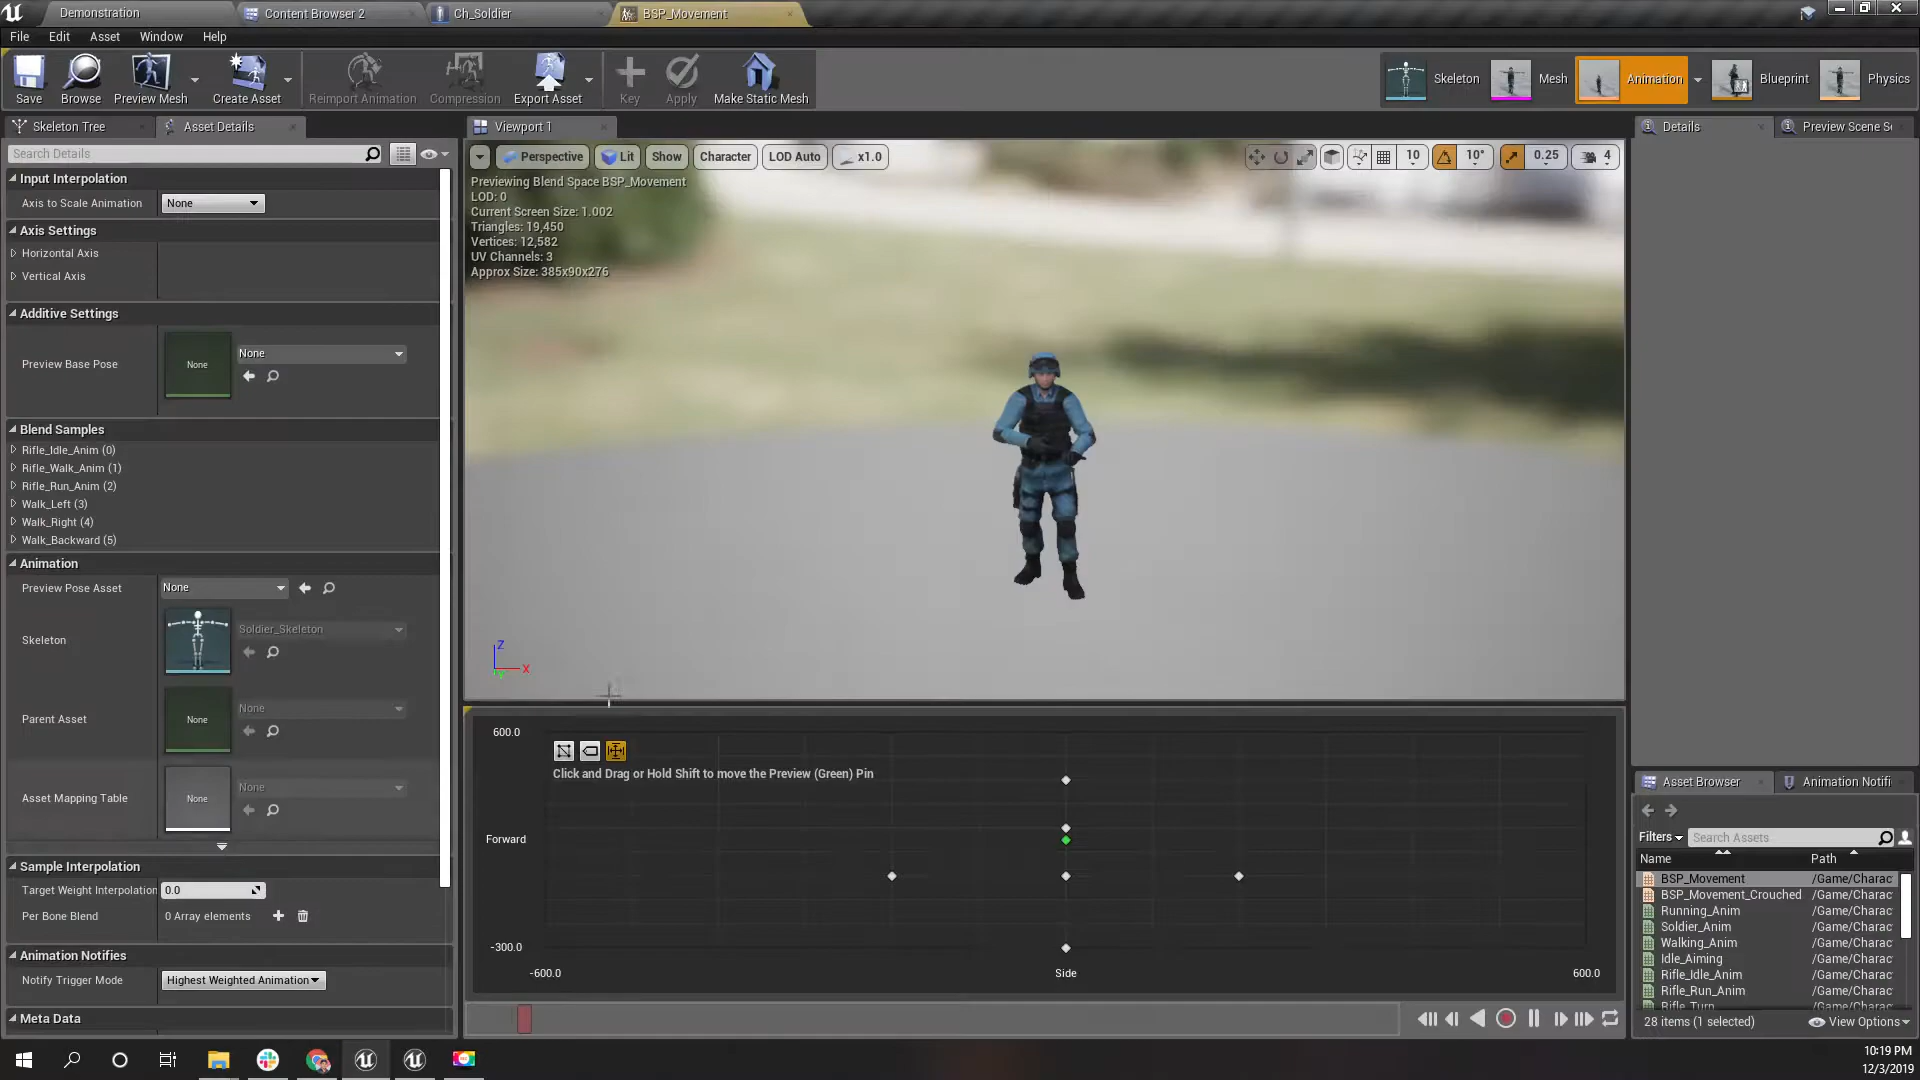 Demonstration
Content Browser 2
Ch_Soldier
BSP_Movement
File Edit Asset Window Help
Save
Browse
Preview Mesh
Create Asset
Reimport Animation
Compression
Export Asset
Key
Apply
Make Static Mesh
Skeleton
Mesh
Animation
Blueprint
Physics
Skeleton Tree
Asset Details
Viewport 1
Details
Preview Scene Se
Search Details
Perspective
Lit
Show
Character
LOD Auto
x1.0
10
10°
0.25
4
Input Interpolation
Axis to Scale Animation
None
Axis Settings
Horizontal Axis
Vertical Axis
Additive Settings
Preview Base Pose
None
None
Blend Samples
Rifle_Idle_Anim (0)
Rifle_Walk_Anim (1)
Rifle_Run_Anim (2)
Walk_Left (3)
Walk_Right (4)
Walk_Backward (5)
Animation
Preview Pose Asset
None
Skeleton
Soldier_Skeleton
Parent Asset
None
None
Asset Mapping Table
None
None
Sample Interpolation
Target Weight Interpolation
0.0
Per Bone Blend
0 Array elements
Animation Notifies
Notify Trigger Mode
Highest Weighted Animation
Meta Data
Previewing Blend Space BSP_Movement
LOD: 0
Current Screen Size: 1.002
Triangles: 19,450
Vertices: 12,582
UV Channels: 3
Approx Size: 385x90x276
Z
X
Y
600.0
Click and Drag or Hold Shift to move the Preview (Green) Pin
Forward
-300.0
-600.0
Side
600.0
Asset Browser
Animation Notifi
Filters
Search Assets
Name Path
BSP_Movement /Game/Charac
BSP_Movement_Crouched /Game/Charac
Running_Anim /Game/Charac
Soldier_Anim /Game/Charac
Walking_Anim /Game/Charac
Idle_Aiming /Game/Charac
Rifle_Idle_Anim /Game/Charac
Rifle_Run_Anim /Game/Charac
Rifle_Turn /Game/Charac
28 items (1 selected)
View Options
10:19 PM
12/3/2019